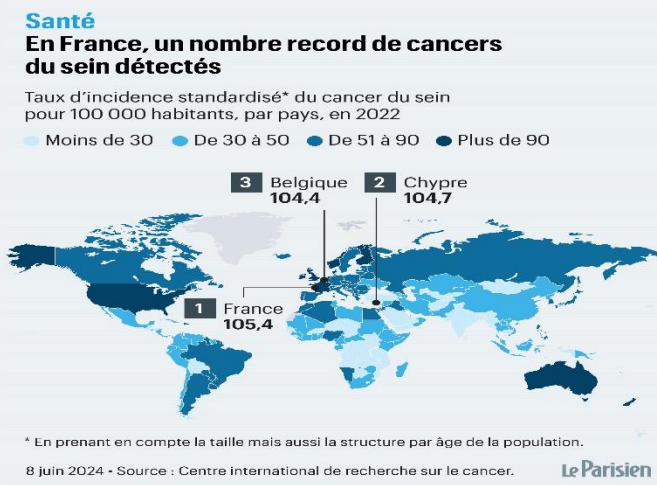 Santé
En France, un nombre record de cancers
du sein détectés
Taux d'incidence standardisé* du cancer du sein
pour 100 000 habitants, par pays, en 2022
Moins de 30 De 30 à 50 De 51 à 90 Plus de 90
3 Belgique 2 Chypre
104,4 104,7
1 France
105,4
* En prenant en compte la taille mais aussi la structure par âge de la population.
8 juin 2024 • Source : Centre international de recherche sur le cancer. Le Parisien